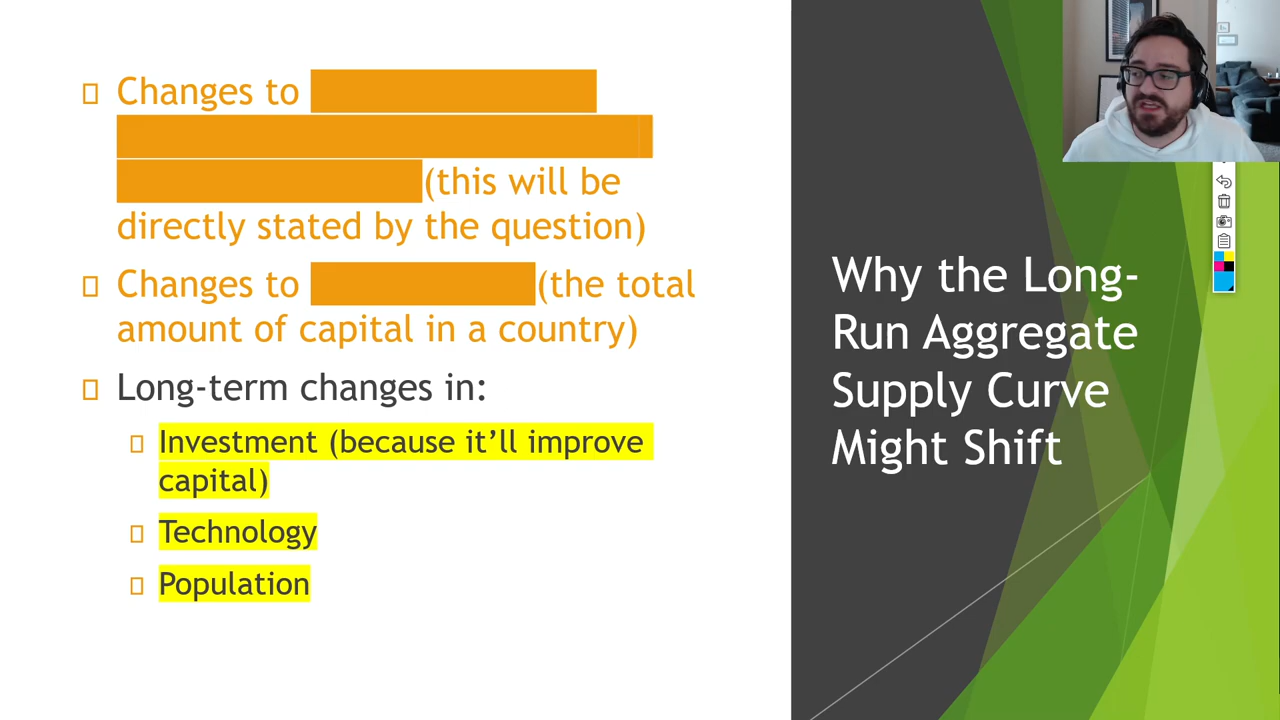 Changes to
(this will be
directly stated by the question)
Changes to (the total
amount of capital in a country)
Long-term changes in:
Investment (because it’ll improve
capital)
Technology
Population
Why the Long-
Run Aggregate
Supply Curve
Might Shift